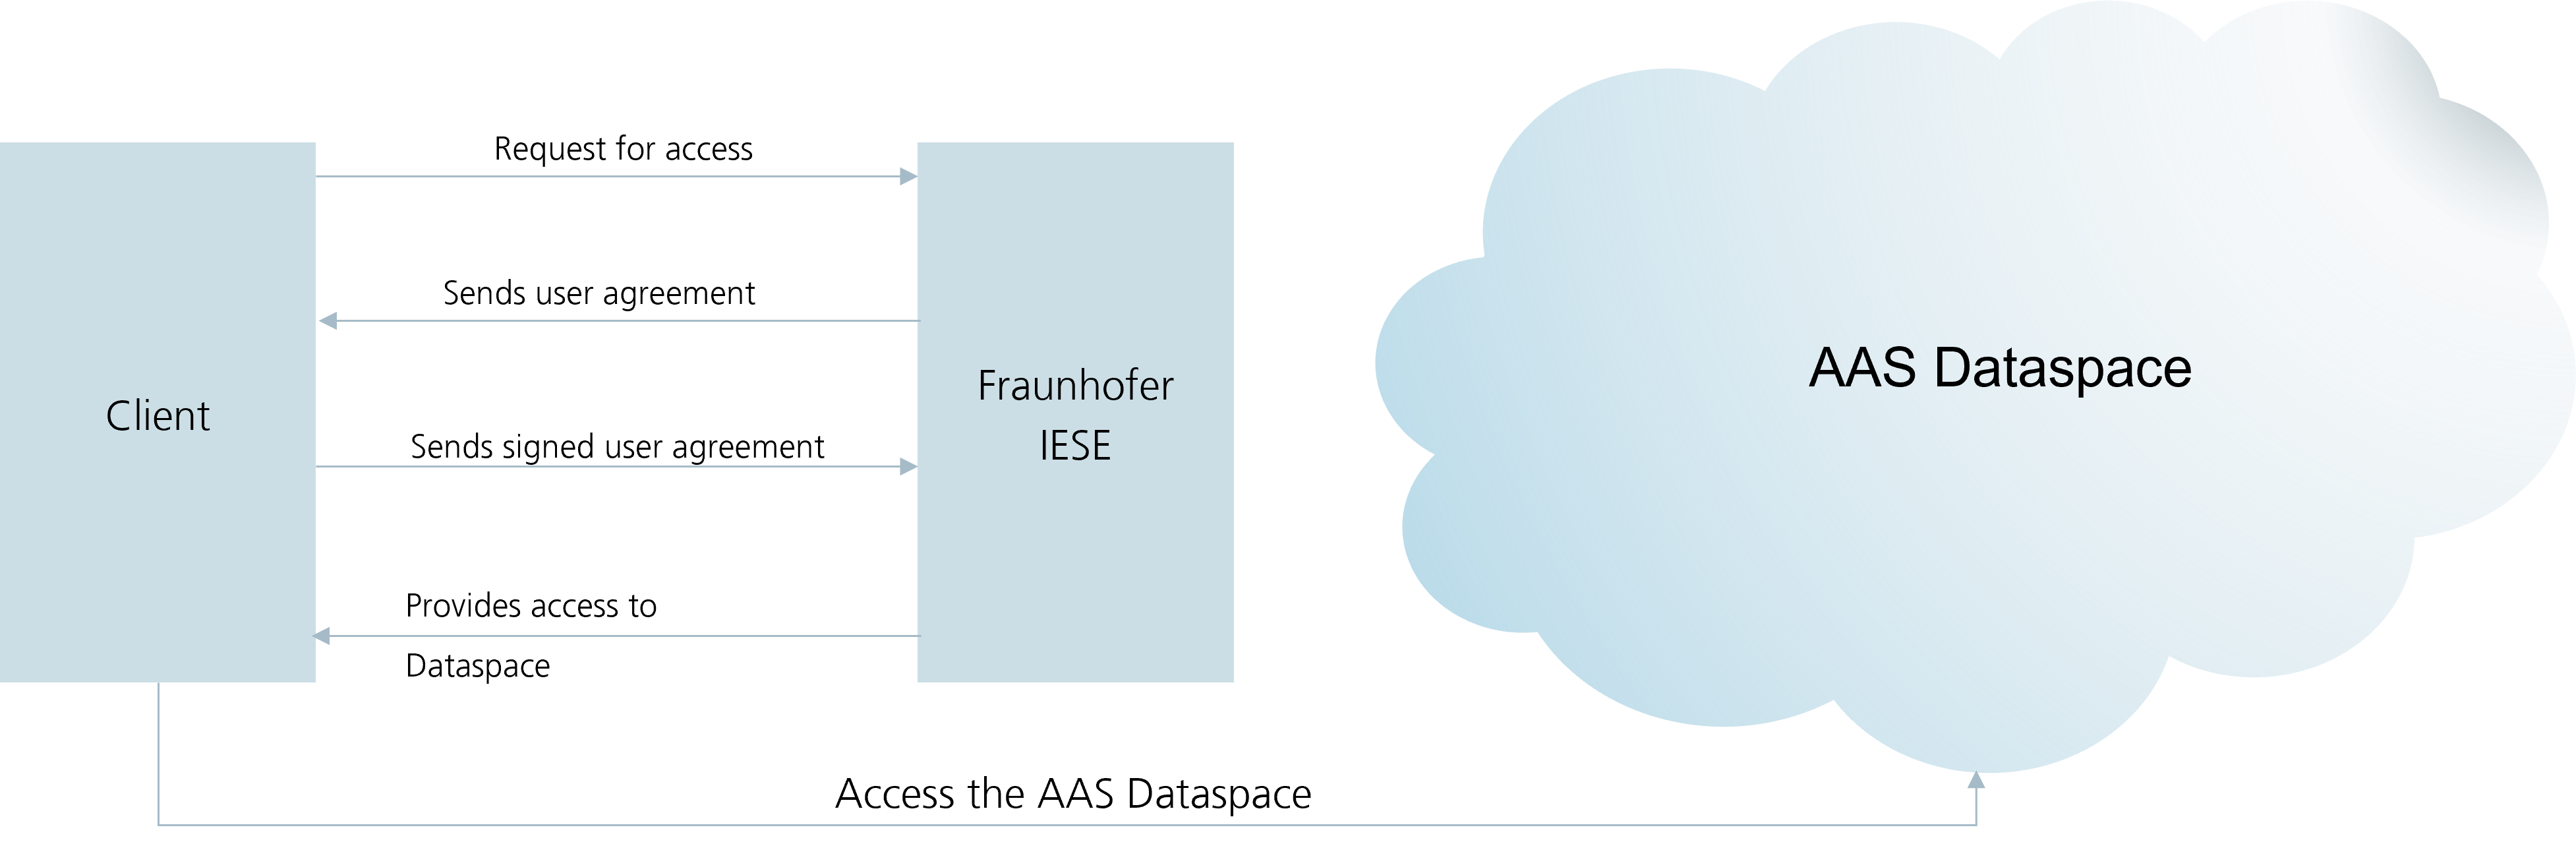 Request for access
Sends user agreement
Client
Fraunhofer
IESE
Sends signed user agreement
Provides access to
Dataspace
AAS Dataspace
Access the AAS Dataspace